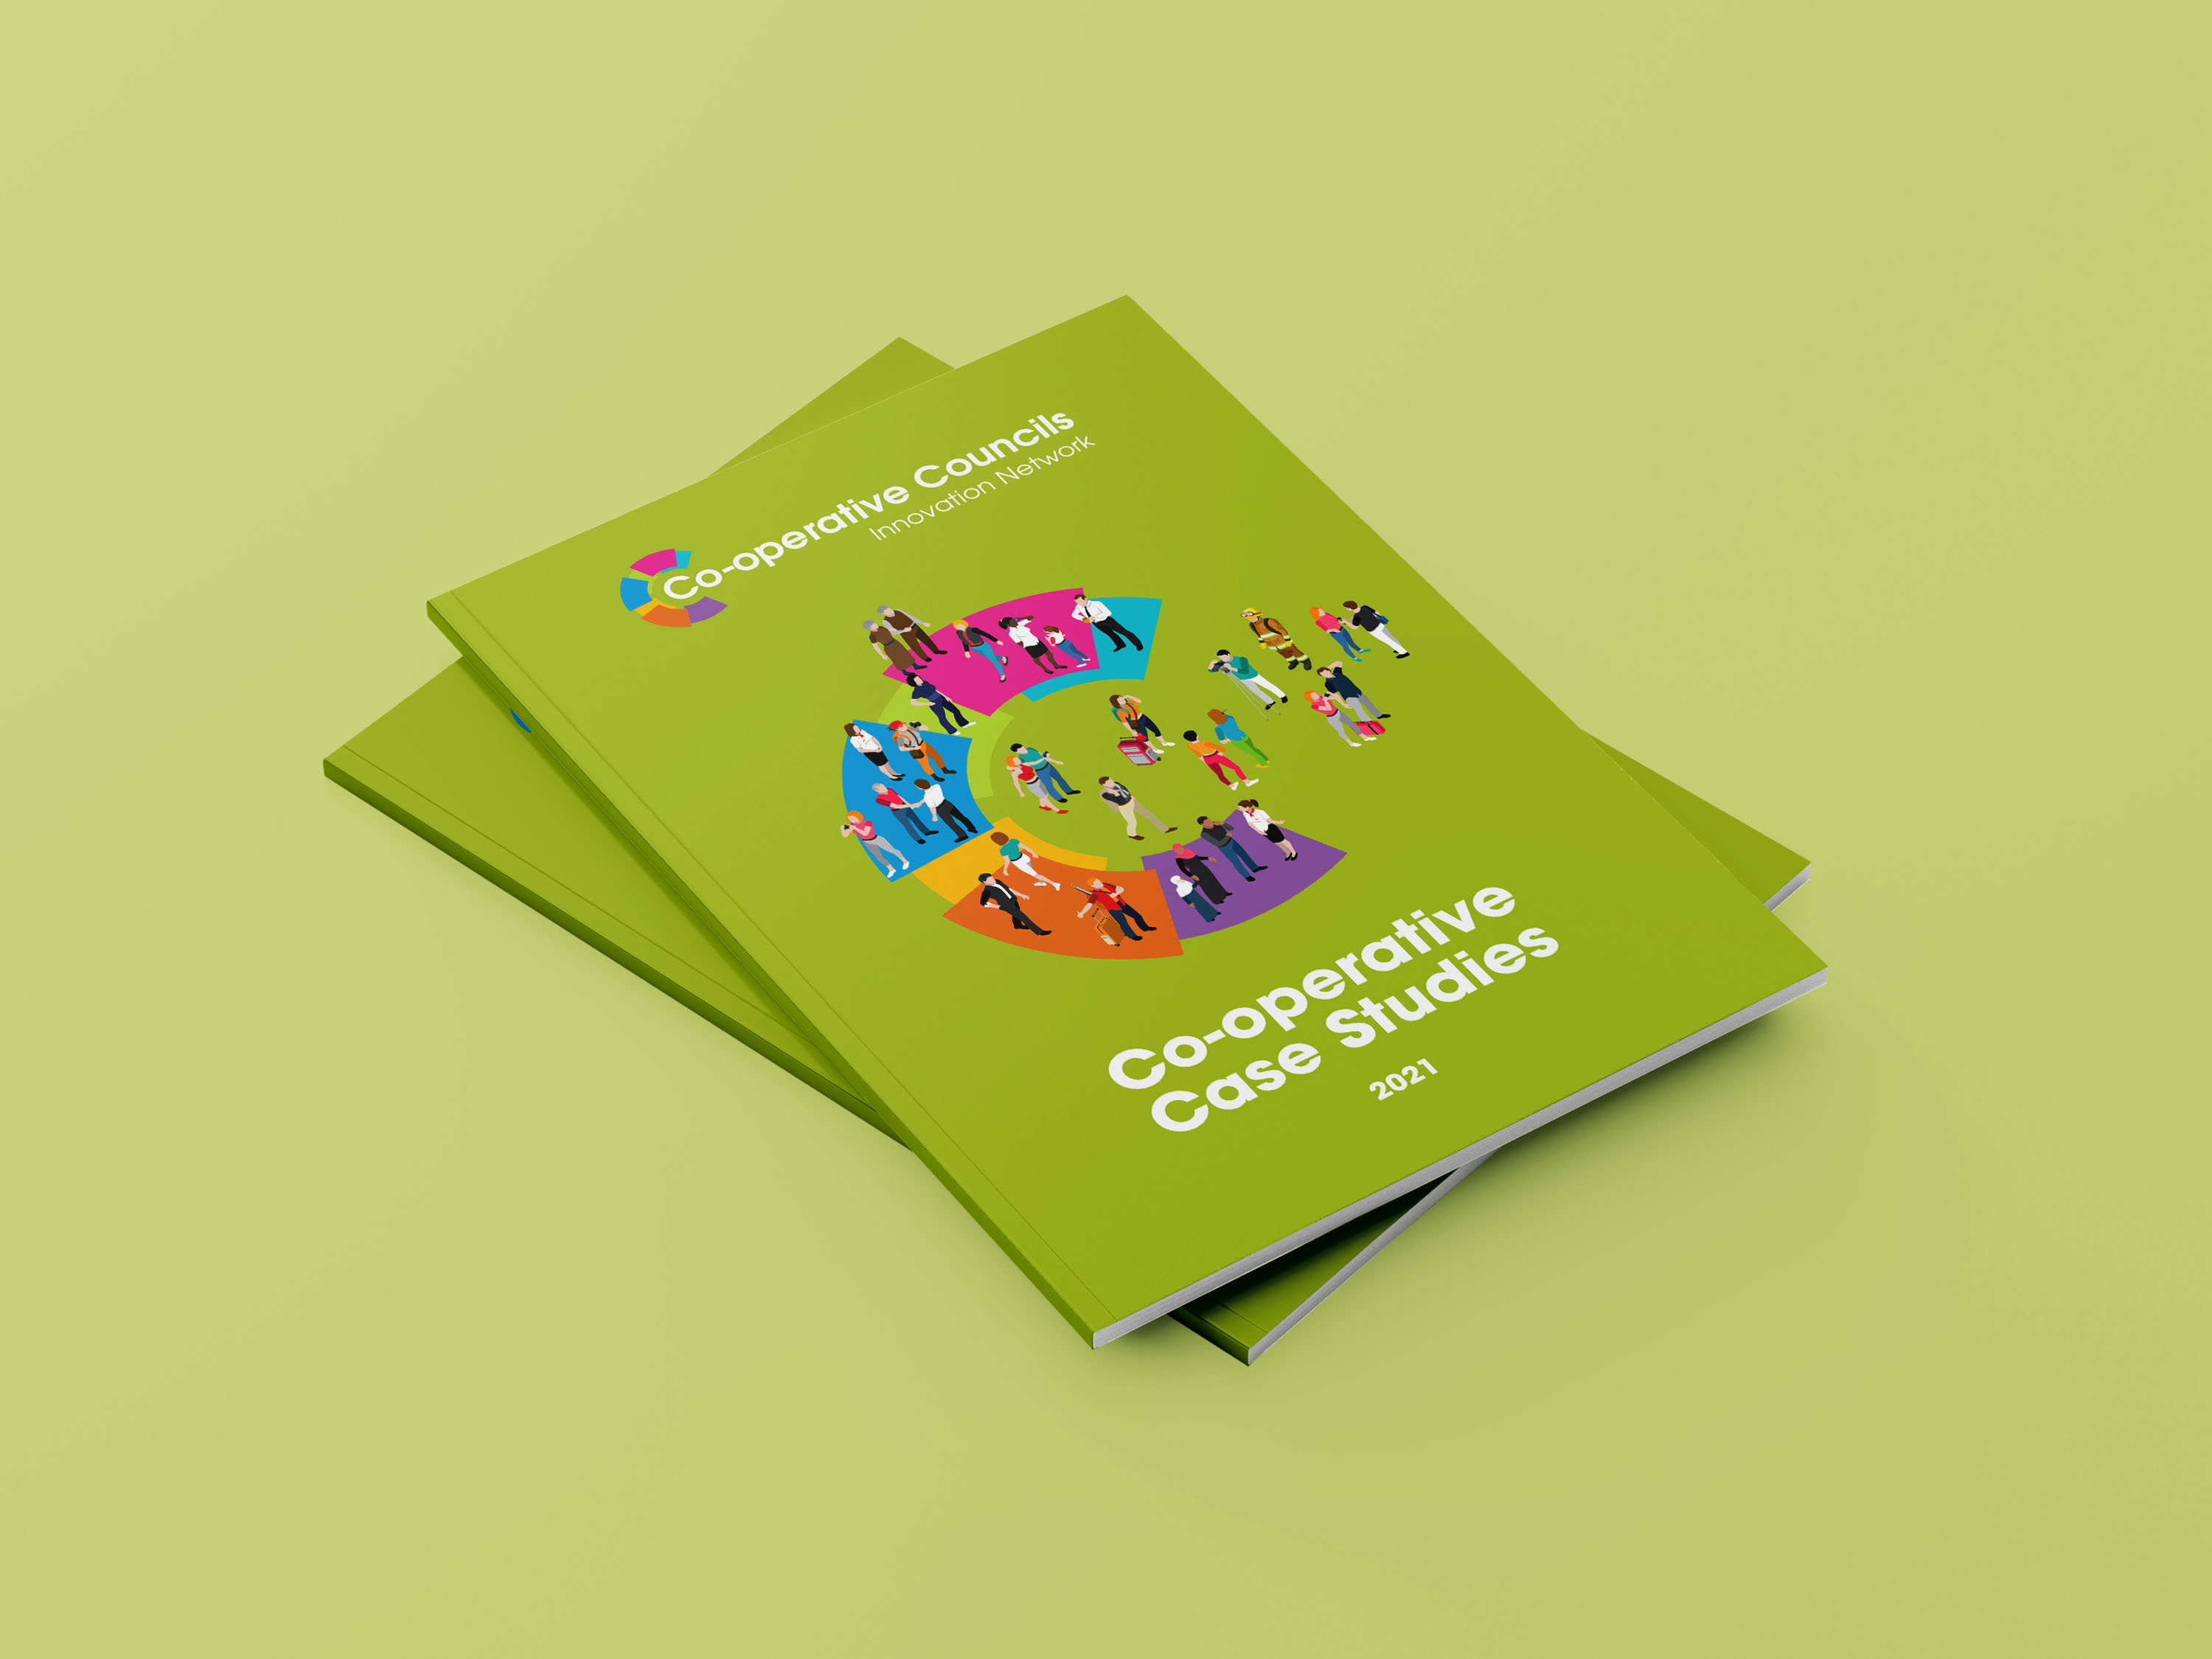 Co-operative Councils
Innovation Network
Co-operative
Case Studies
2021